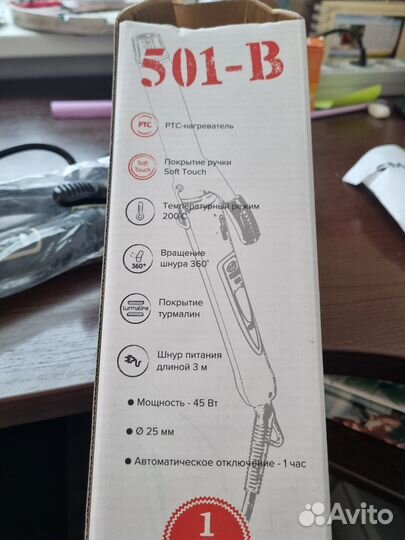 501-B
PTC
PTC-нагреватель
Soft
Touch
Покрытие ручки
Soft Touch
Температурный режим
200°C
360°
Вращение
шнура 360°
turmaline
Покрытие
турмалин
Шнур питания
длиной 3 м
• Мощность - 45 Вт
• Ø 25 мм
• Автоматическое отключение - 1 час
1
Avito